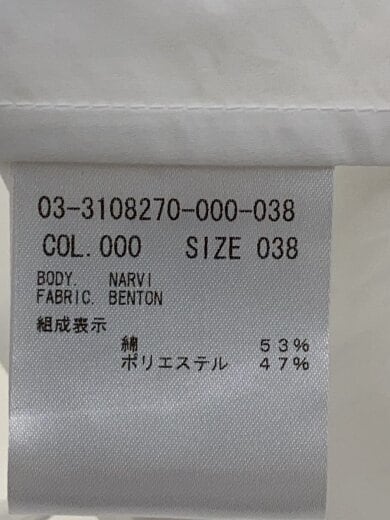 03-3108270-000-038
COL.000 SIZE 038
BODY. NARVI
FABRIC. BENTON
組成表示
綿 53%
ポリエステル 47%